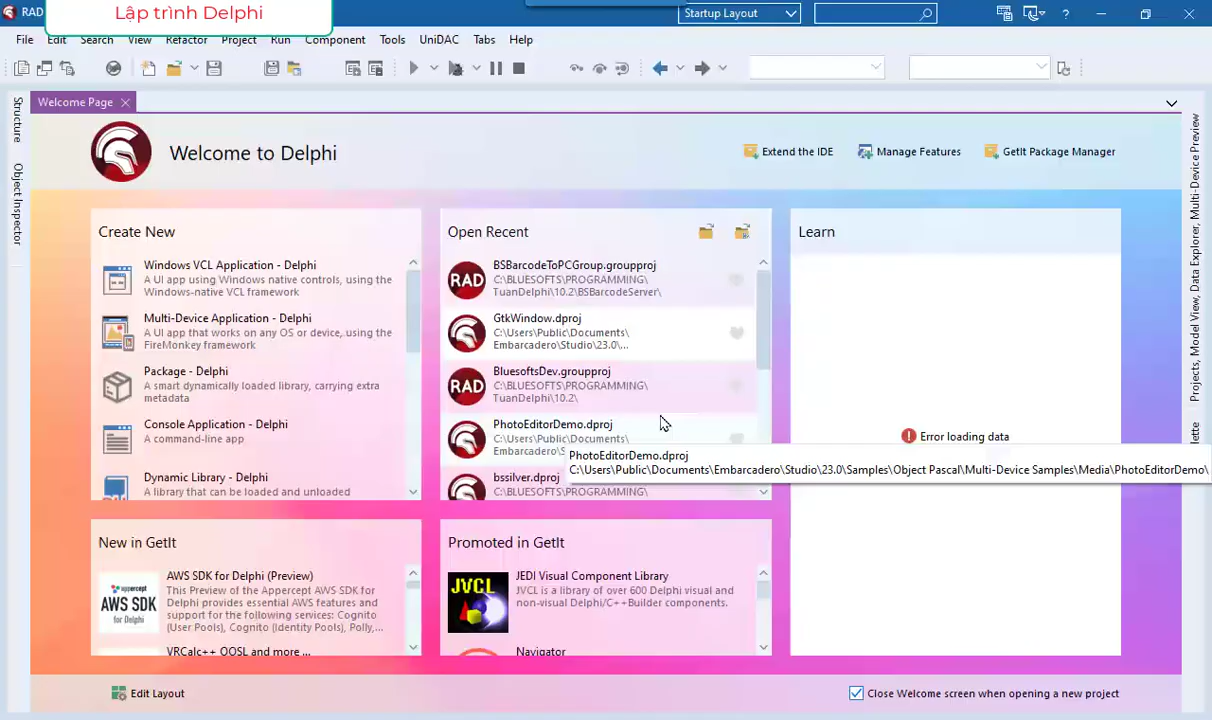 RAD
Lập trình Delphi
Startup Layout
File Edit Search View Refactor Project Run Component Tools UniDAC Tabs Help
Welcome Page
Structure
Object Inspector
Welcome to Delphi
Extend the IDE
Manage Features
GetIt Package Manager
Projects, Model View, Data Explorer, Multi-Device Preview
Create New
Windows VCL Application - Delphi
A UI app using Windows native controls, using the
Windows-native VCL framework
Multi-Device Application - Delphi
A UI app that works on any OS or device, using the
FireMonkey framework
Package - Delphi
A smart dynamically loaded library, carrying extra
metadata
Console Application - Delphi
A command-line app
Dynamic Library - Delphi
A library that can be loaded and unloaded
Open Recent
RAD
BSBarcodeToPCGroup.groupproj
C:\BLUESOFTS\PROGRAMMING\
TuanDelphi\10.2\BSBarcodeServer\
GtkWindow.dproj
C:\Users\Public\Documents\
Embarcadero\Studio\23.0\...
RAD
BluesoftsDev.groupproj
C:\BLUESOFTS\PROGRAMMING\
TuanDelphi\10.2\
PhotoEditorDemo.dproj
C:\Users\Public\Documents\
PhotoEditorDemo.dproj
C:\Users\Public\Documents\Embarcadero\Studio\23.0\Samples\Object Pascal\Multi-Device Samples\Media\PhotoEditorDemo\
bssilver.dproj
C:\BLUESOFTS\PROGRAMMING\
Learn
Error loading data
New in GetIt
appercept
AWS SDK
for Delphi
AWS SDK for Delphi (Preview)
This Preview of the Appercept AWS SDK for
Delphi provides essential AWS features and
support for the following services: Cognito
(User Pools), Cognito (Identity Pools), Polly,...
VRCalc++ OOSL and more ...
Promoted in GetIt
JVCL
JEDI Visual Component Library
JVCL is a library of over 600 Delphi visual and
non-visual Delphi/C++Builder components.
Navigator
Edit Layout
Close Welcome screen when opening a new project